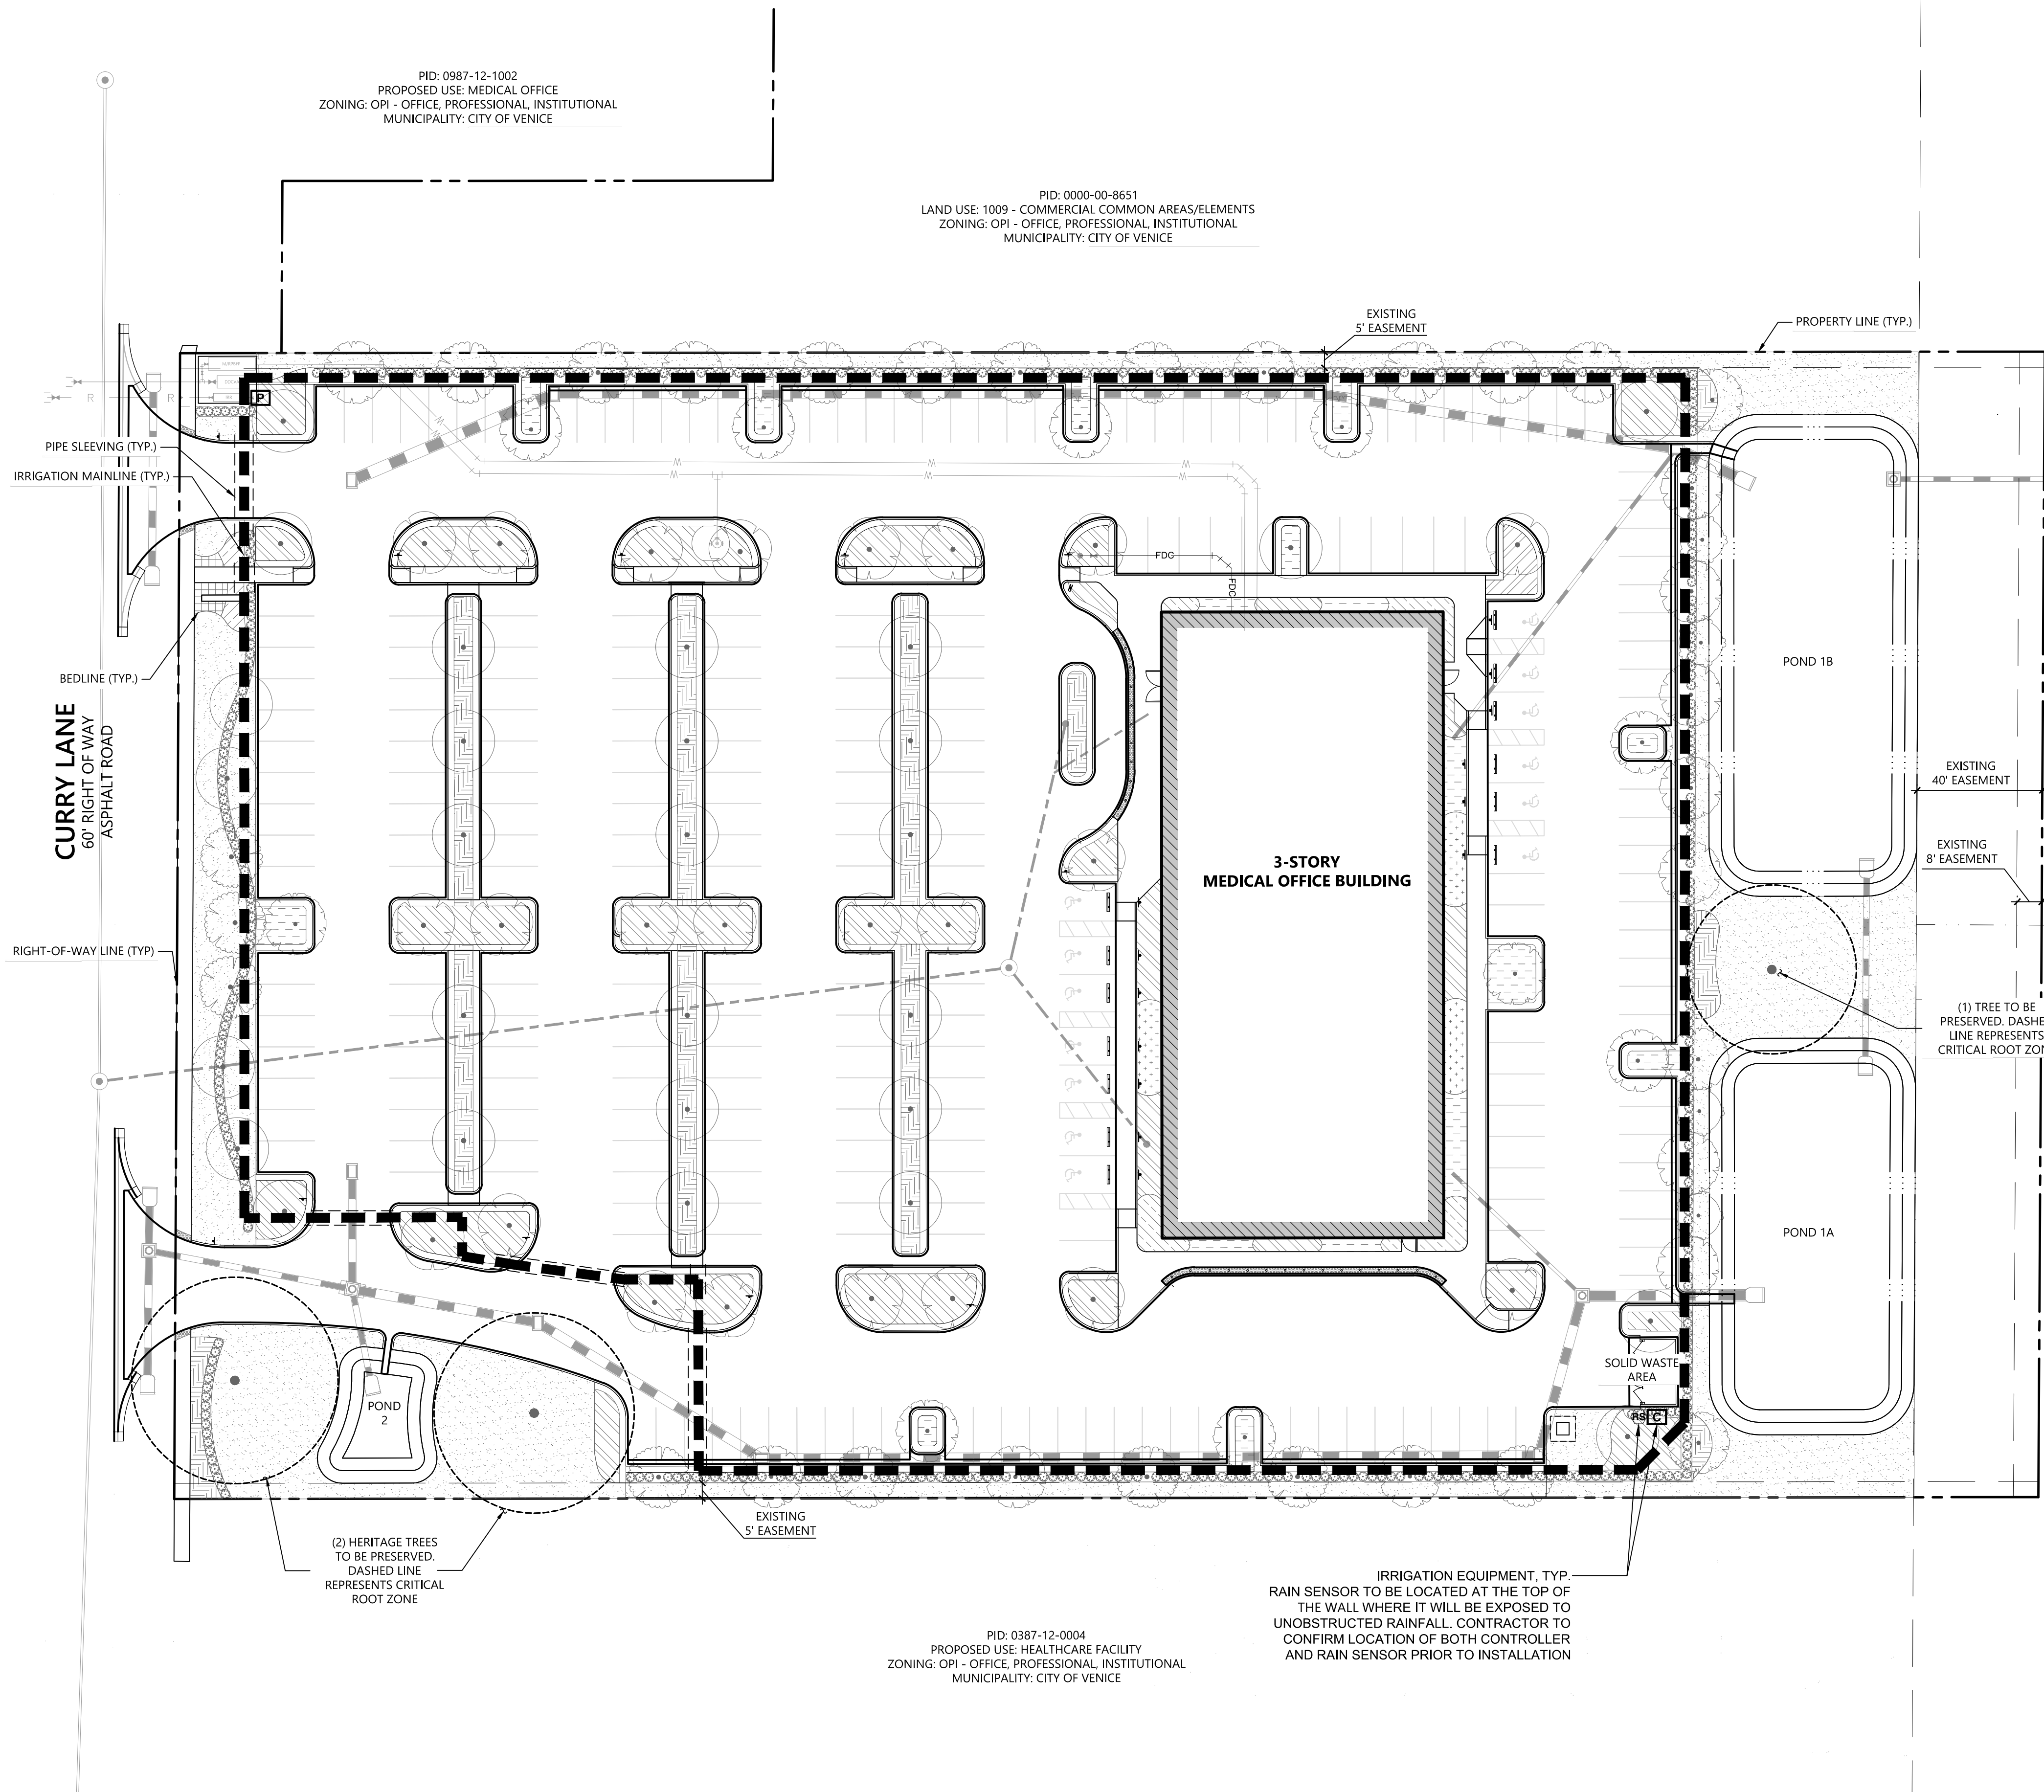 PID: 0987-12-1002
PROPOSED USE: MEDICAL OFFICE
ZONING: OPI - OFFICE, PROFESSIONAL, INSTITUTIONAL
MUNICIPALITY: CITY OF VENICE
PID: 0000-00-8651
LAND USE: 1009 - COMMERCIAL COMMON AREAS/ELEMENTS
ZONING: OPI - OFFICE, PROFESSIONAL, INSTITUTIONAL
MUNICIPALITY: CITY OF VENICE
EXISTING
5' EASEMENT
PROPERTY LINE (TYP.)
P
R
R
PIPE SLEEVING (TYP.)
IRRIGATION MAINLINE (TYP.)
W
W
W
W
W
W
FDC
FDC
BEDLINE (TYP.)
CURRY LANE
60' RIGHT OF WAY
ASPHALT ROAD
POND 1B
EXISTING
40' EASEMENT
EXISTING
8' EASEMENT
3-STORY
MEDICAL OFFICE BUILDING
RIGHT-OF-WAY LINE (TYP)
(1) TREE TO BE
PRESERVED. DASHE
LINE REPRESENTS
CRITICAL ROOT ZON
POND 1A
SOLID WASTE
AREA
RS C
POND
2
EXISTING
5' EASEMENT
(2) HERITAGE TREES
TO BE PRESERVED.
DASHED LINE
REPRESENTS CRITICAL
ROOT ZONE
IRRIGATION EQUIPMENT, TYP.
RAIN SENSOR TO BE LOCATED AT THE TOP OF
THE WALL WHERE IT WILL BE EXPOSED TO
UNOBSTRUCTED RAINFALL. CONTRACTOR TO
CONFIRM LOCATION OF BOTH CONTROLLER
AND RAIN SENSOR PRIOR TO INSTALLATION
PID: 0387-12-0004
PROPOSED USE: HEALTHCARE FACILITY
ZONING: OPI - OFFICE, PROFESSIONAL, INSTITUTIONAL
MUNICIPALITY: CITY OF VENICE